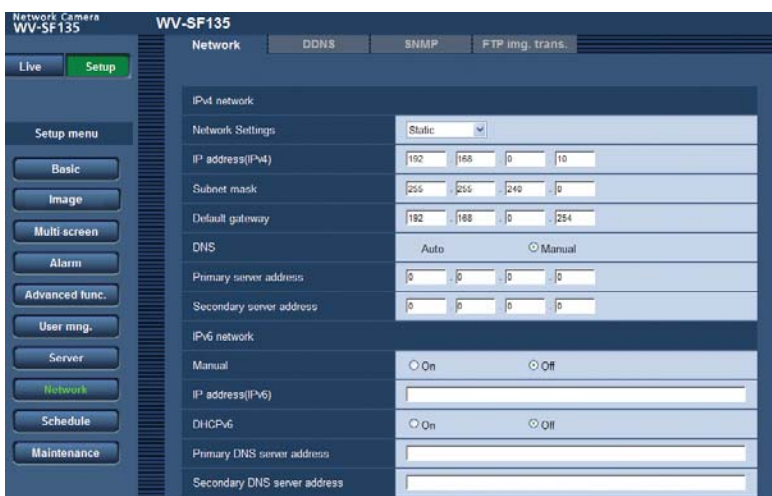 Network Camera
WV-SF135
WV-SF135
Network DDNS SNMP FTP img. trans.
Live Setup
IPv4 network
Setup menu
Network Settings Static
IP address(IPv4) 192 . 168 . 0 . 10
Basic
Subnet mask 255 . 255 . 240 . 0
Image
Default gateway 192 . 168 . 0 . 254
Multi screen
DNS Auto Manual
Alarm
Primary server address 0 . 0 . 0 . 0
Advanced func.
Secondary server address 0 . 0 . 0 . 0
User mng.
IPv6 network
Server
Manual On Off
Network
IP address(IPv6)
Schedule
DHCPv6 On Off
Maintenance
Primary DNS server address
Secondary DNS server address